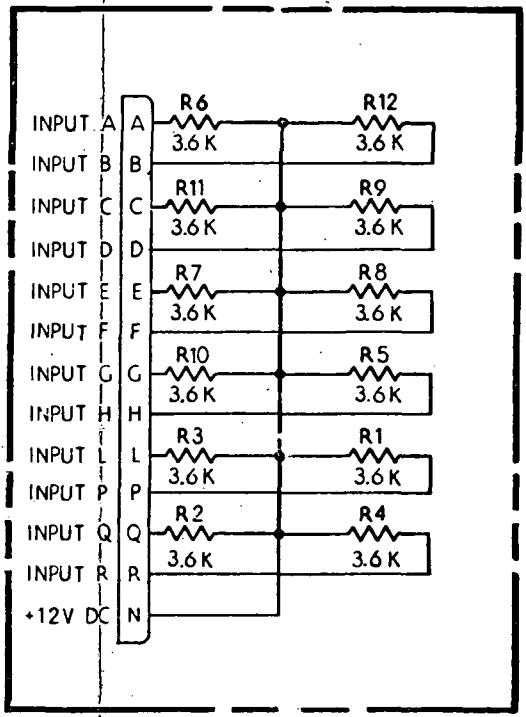 R6 R12
INPUT A A 3.6 K 3.6 K
INPUT B B
R11 R9
INPUT C C 3.6 K 3.6 K
INPUT D D
R7 R8
INPUT E E 3.6 K 3.6 K
INPUT F F
R10 R5
INPUT G G 3.6 K 3.6 K
INPUT H H
R3 R1
INPUT L L 3.6 K 3.6 K
INPUT P P
R2 R4
INPUT Q Q 3.6 K 3.6 K
INPUT R R
+12V DC N